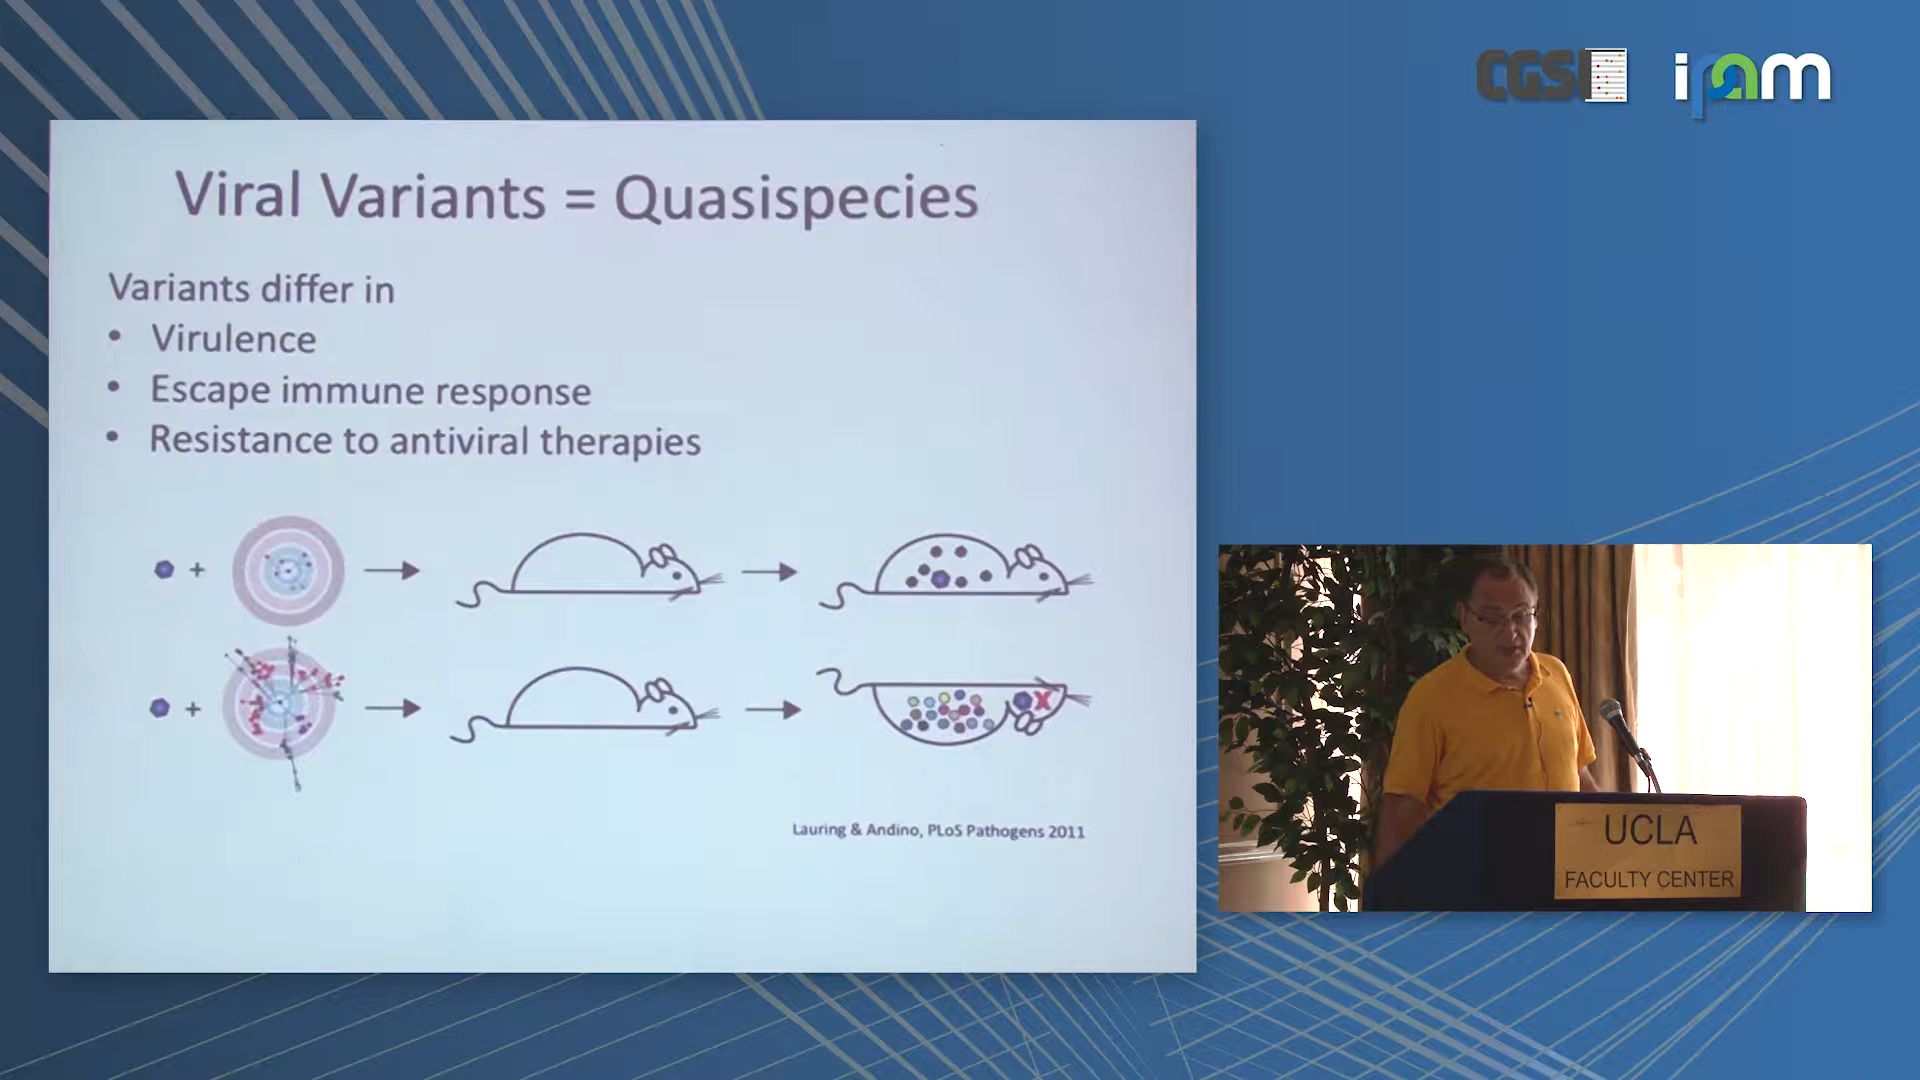 CGSI
ipam
Viral Variants = Quasispecies
Variants differ in
• Virulence
• Escape immune response
• Resistance to antiviral therapies
+
+
X
Lauring & Andino, PLoS Pathogens 2011
UCLA
FACULTY CENTER